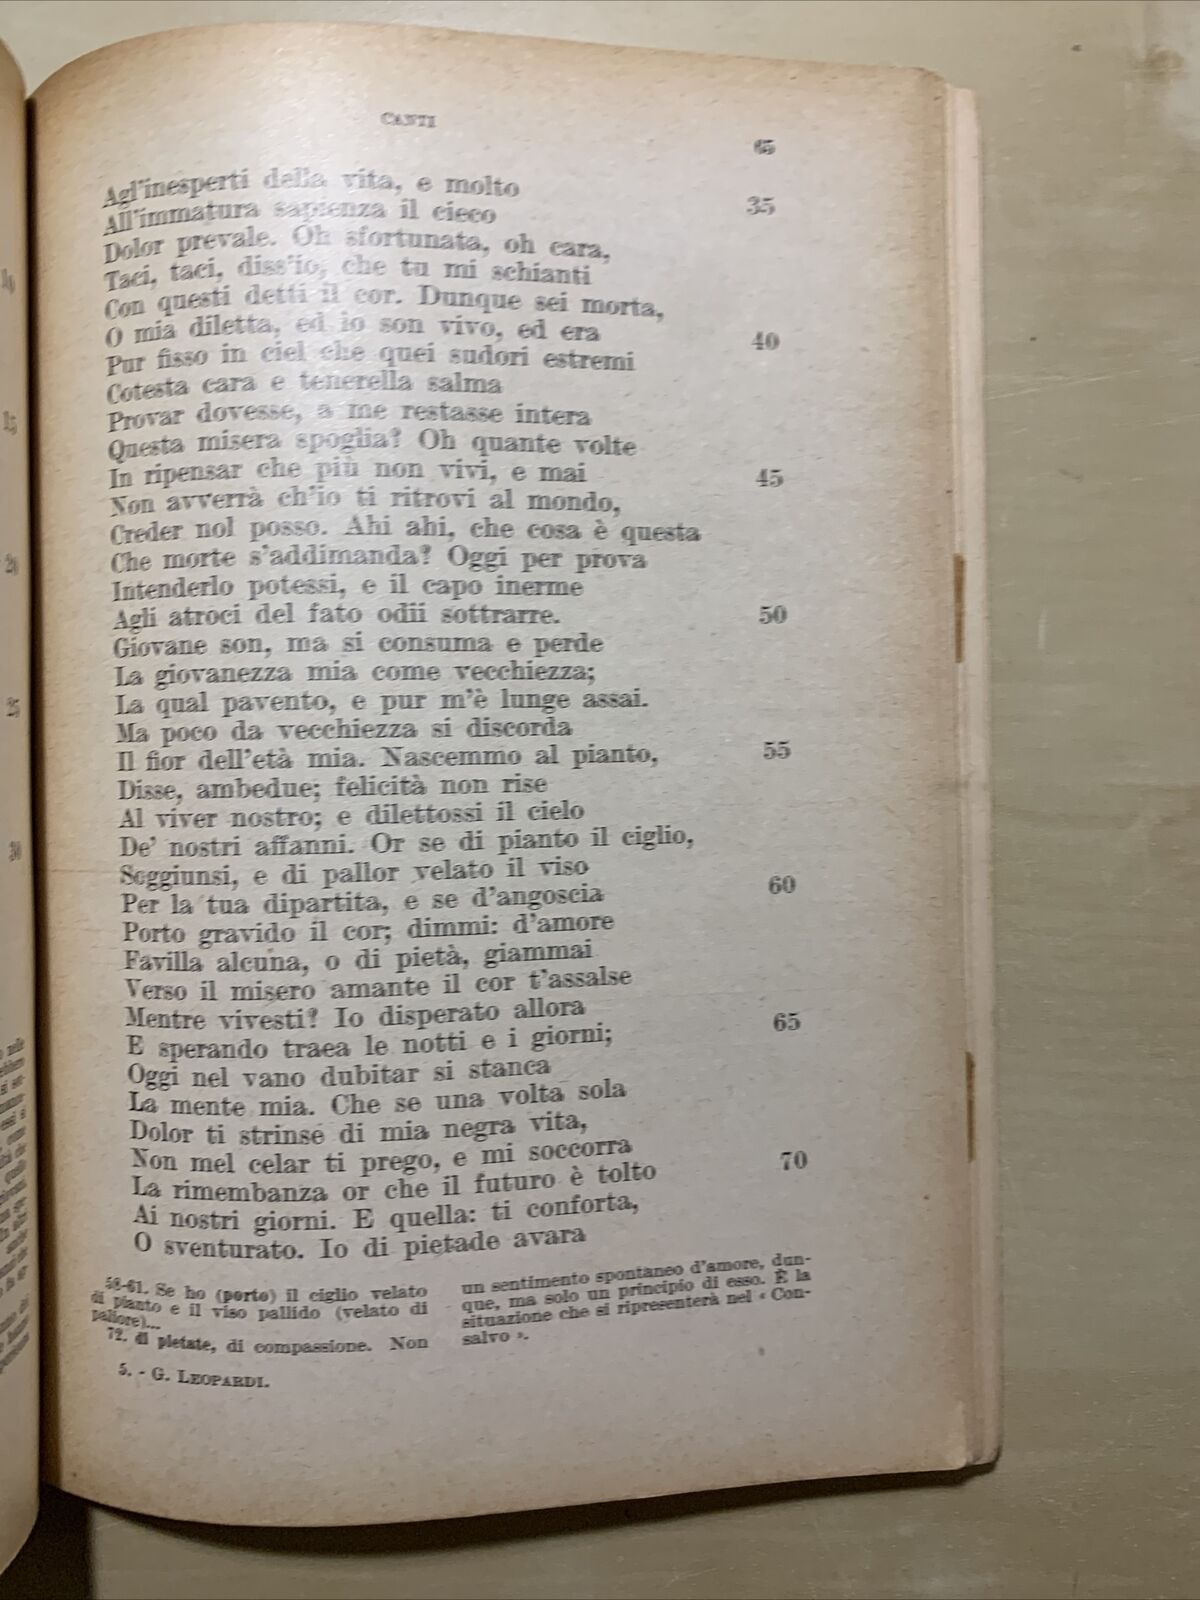 CANTI
65
Agl'inesperti della vita, e molto
All'immatura sapienza il cieco 35
Dolor prevale. Oh sfortunata, oh cara,
Taci, taci, diss'io, che tu mi schianti
Con questi detti il cor. Dunque sei morta,
O mia diletta, ed io son vivo, ed era
Pur fisso in ciel che quei sudori estremi 40
Cotesta cara e tenerella salma
Provar dovesse, a me restasse intera
Questa misera spoglia? Oh quante volte
In ripensar che più non vivi, e mai
Non avverrà ch'io ti ritrovi al mondo, 45
Creder nol posso. Ahi ahi, che cosa è questa
Che morte s'addimanda? Oggi per prova
Intenderlo potessi, e il capo inerme
Agli atroci del fato odii sottrarre.
Giovane son, ma si consuma e perde 50
La giovanezza mia come vecchiezza;
La qual pavento, e pur m'è lunge assai.
Ma poco da vecchiezza si discorda
Il fior dell'età mia. Nascemmo al pianto,
Disse, ambedue; felicità non rise 55
Al viver nostro; e dilettossi il cielo
De' nostri affanni. Or se di pianto il ciglio,
Soggiunsi, e di pallor velato il viso
Per la tua dipartita, e se d'angoscia
Porto gravido il cor; dimmi: d'amore 60
Favilla alcuna, o di pietà, giammai
Verso il misero amante il cor t'assalse
Mentre vivesti? Io disperato allora
E sperando traea le notti e i giorni;
Oggi nel vano dubitar si stanca 65
La mente mia. Che se una volta sola
Dolor ti strinse di mia negra vita,
Non mel celar ti prego, e mi soccorra
La rimembanza or che il futuro è tolto
Ai nostri giorni. E quella: ti conforta, 70
O sventurato. Io di pietade avara
58-61. Se ho (porto) il ciglio velato
di pianto e il viso pallido (velato di
pallore)...
72. di pietate, di compassione. Non
un sentimento spontaneo d'amore, dun-
que, ma solo un principio di esso. È la
situazione che si ripresenterà nel « Con-
salvo ».
5. - G. LEOPARDI.
10
15
20
25
30